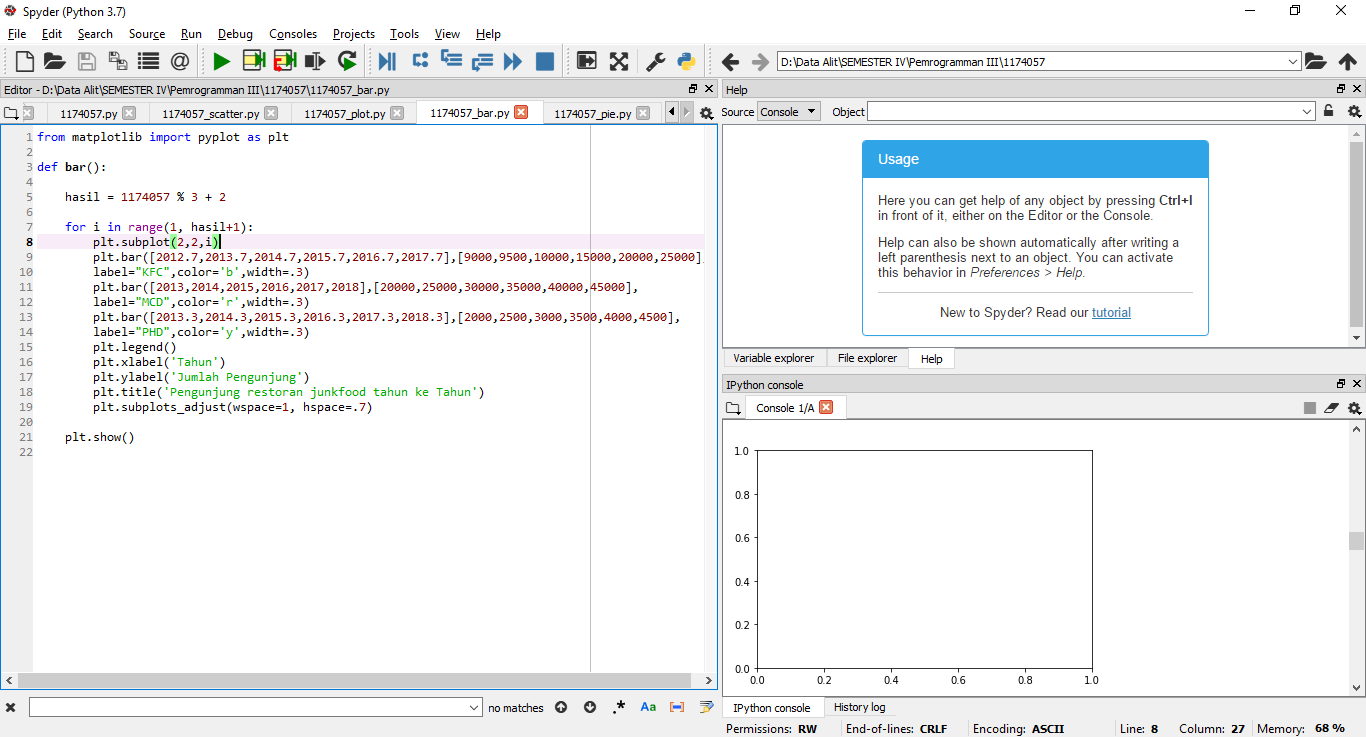 Spyder (Python 3.7)
File Edit Search Source Run Debug Consoles Projects Tools View Help
D:\Data Alit\SEMESTER IV\Pemrogramman III\1174057
Editor - D:\Data Alit\SEMESTER IV\Pemrogramman III\1174057\1174057_bar.py
1174057.py 1174057_scatter.py 1174057_plot.py 1174057_bar.py 1174057_pie.py
1 from matplotlib import pyplot as plt
2
3 def bar():
4
5     hasil = 1174057 % 3 + 2
6
7     for i in range(1, hasil+1):
8         plt.subplot(2,2,i)
9         plt.bar([2012.7,2013.7,2014.7,2015.7,2016.7,2017.7],[9000,9500,10000,15000,20000,25000]
10         label="KFC",color='b',width=.3)
11         plt.bar([2013,2014,2015,2016,2017,2018],[20000,25000,30000,35000,40000,45000],
12         label="MCD",color='r',width=.3)
13         plt.bar([2013.3,2014.3,2015.3,2016.3,2017.3,2018.3],[2000,2500,3000,3500,4000,4500],
14         label="PHD",color='y',width=.3)
15         plt.legend()
16         plt.xlabel('Tahun')
17         plt.ylabel('Jumlah Pengunjung')
18         plt.title('Pengunjung restoran junkfood tahun ke Tahun')
19         plt.subplots_adjust(wspace=1, hspace=.7)
20
21     plt.show()
22
no matches .* Aa
Help
Source Console Object
Usage
Here you can get help of any object by pressing Ctrl+I
in front of it, either on the Editor or the Console.
Help can also be shown automatically after writing a
left parenthesis next to an object. You can activate
this behavior in Preferences > Help.
New to Spyder? Read our tutorial
Variable explorer File explorer Help
IPython console
Console 1/A
1.0
0.8
0.6
0.4
0.2
0.0
0.0 0.2 0.4 0.6 0.8 1.0
IPython console History log
Permissions: RW End-of-lines: CRLF Encoding: ASCII Line: 8 Column: 27 Memory: 68 %